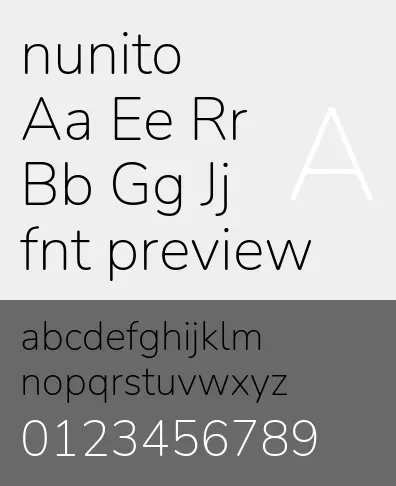 nunito
Aa Ee Rr
Bb Gg Jj
A
fnt preview
abcdefghijklm
nopqrstuvwxyz
0123456789